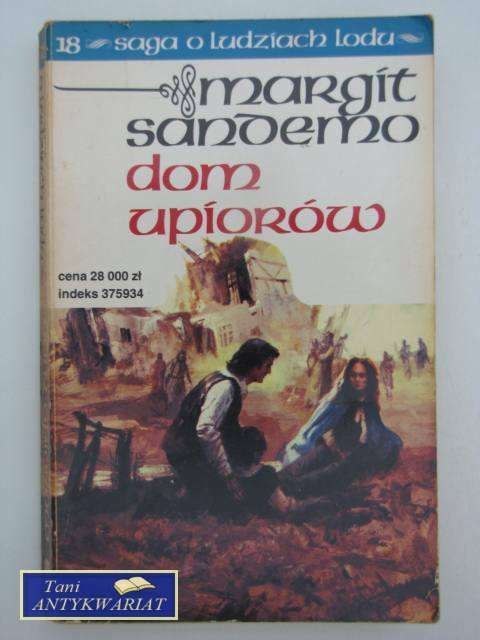 18 saga o ludziach lodu
margit
sandemo
dom
upiorów
cena 28 000 zł
indeks 375934
Tani
ANTYKWARIAT